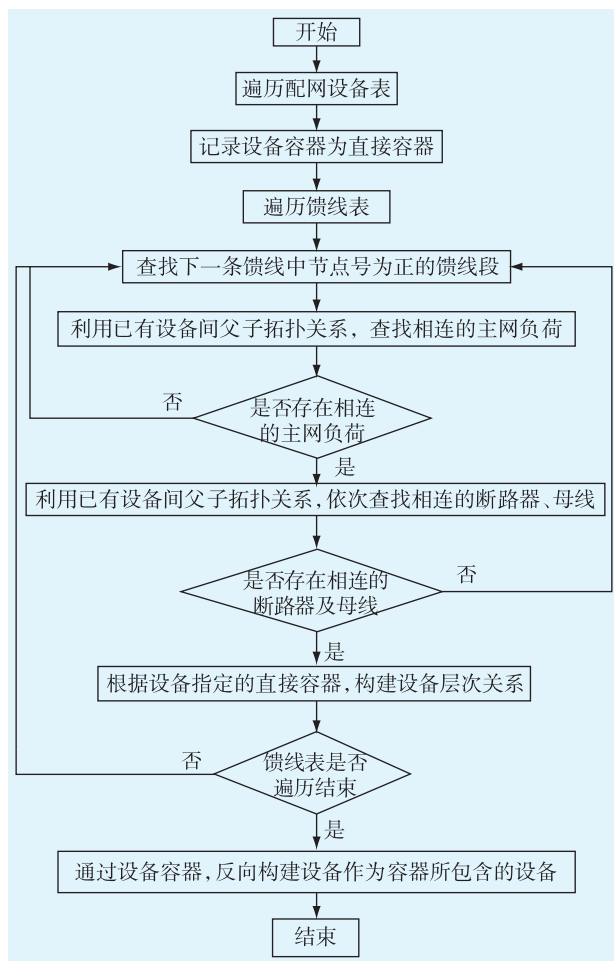 开始
遍历配网设备表
记录设备容器为直接容器
遍历馈线表
查找下一条馈线中节点号为正的馈线段
利用已有设备间父子拓扑关系，查找相连的主网负荷
否
是否存在相连
的主网负荷
是
利用已有设备间父子拓扑关系，依次查找相连的断路器、母线
是否存在相连的
断路器及母线
否
是
根据设备指定的直接容器，构建设备层次关系
否
馈线表是否
遍历结束
是
通过设备容器，反向构建设备作为容器所包含的设备
结束